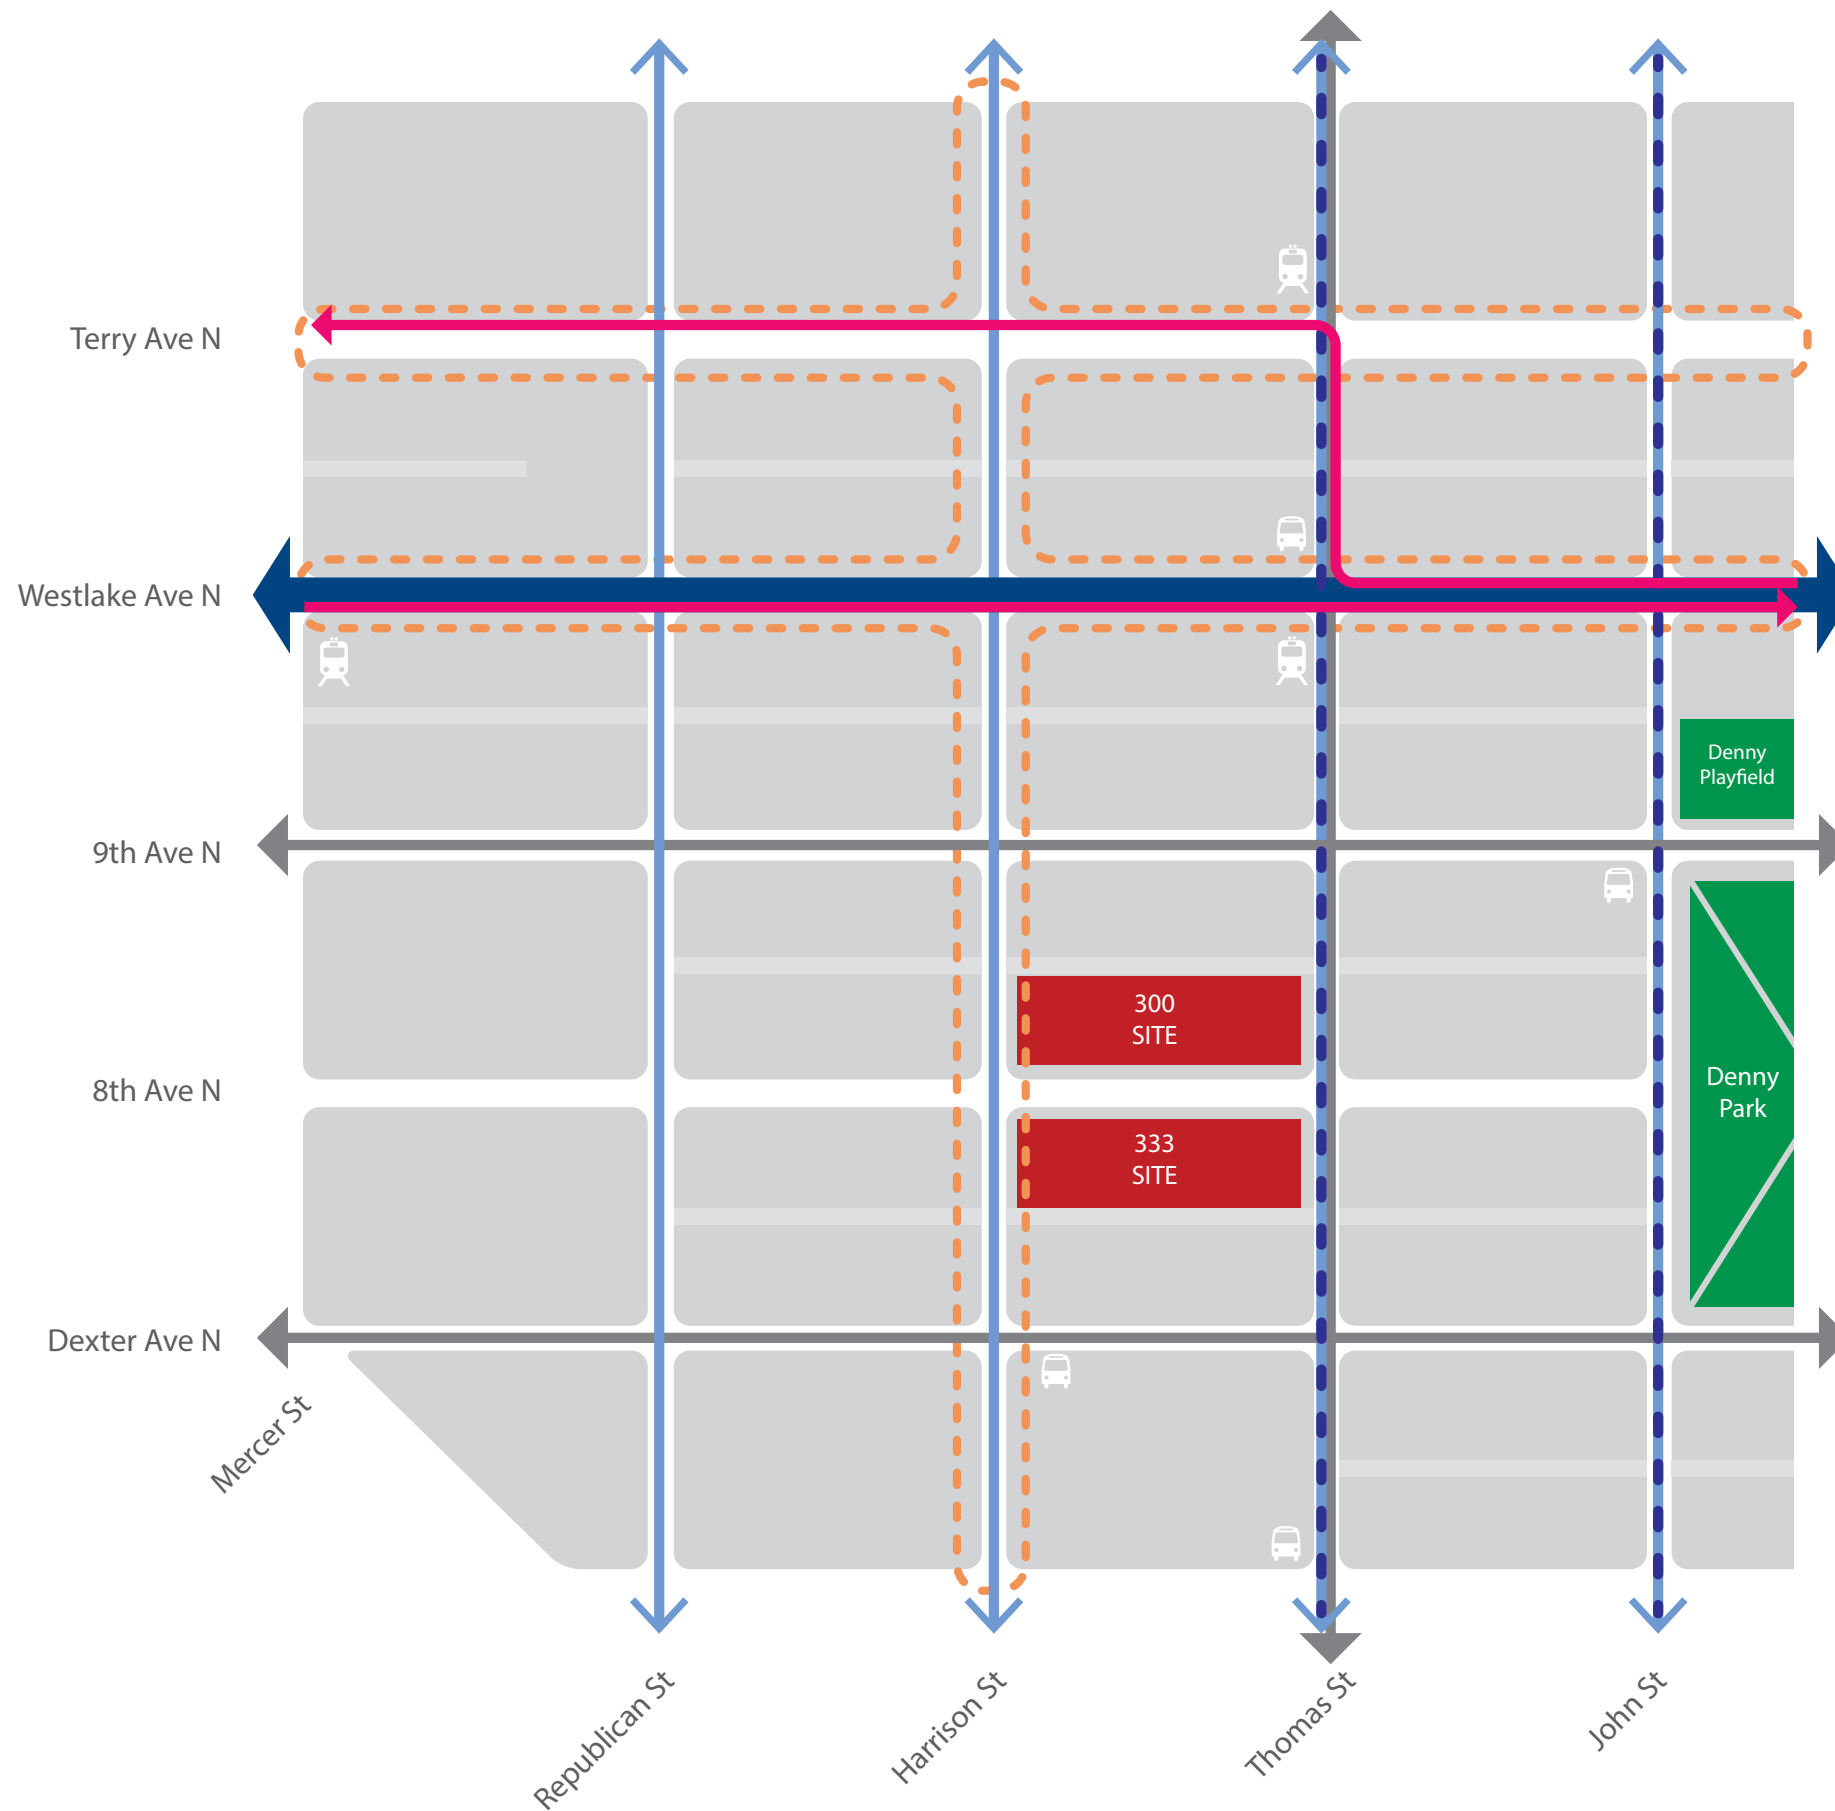 Terry Ave N
Westlake Ave N
Denny
Playfield
9th Ave N
300
SITE
8th Ave N
Denny
Park
333
SITE
Dexter Ave N
Mercer St
Republican St
Harrison St
Thomas St
John St